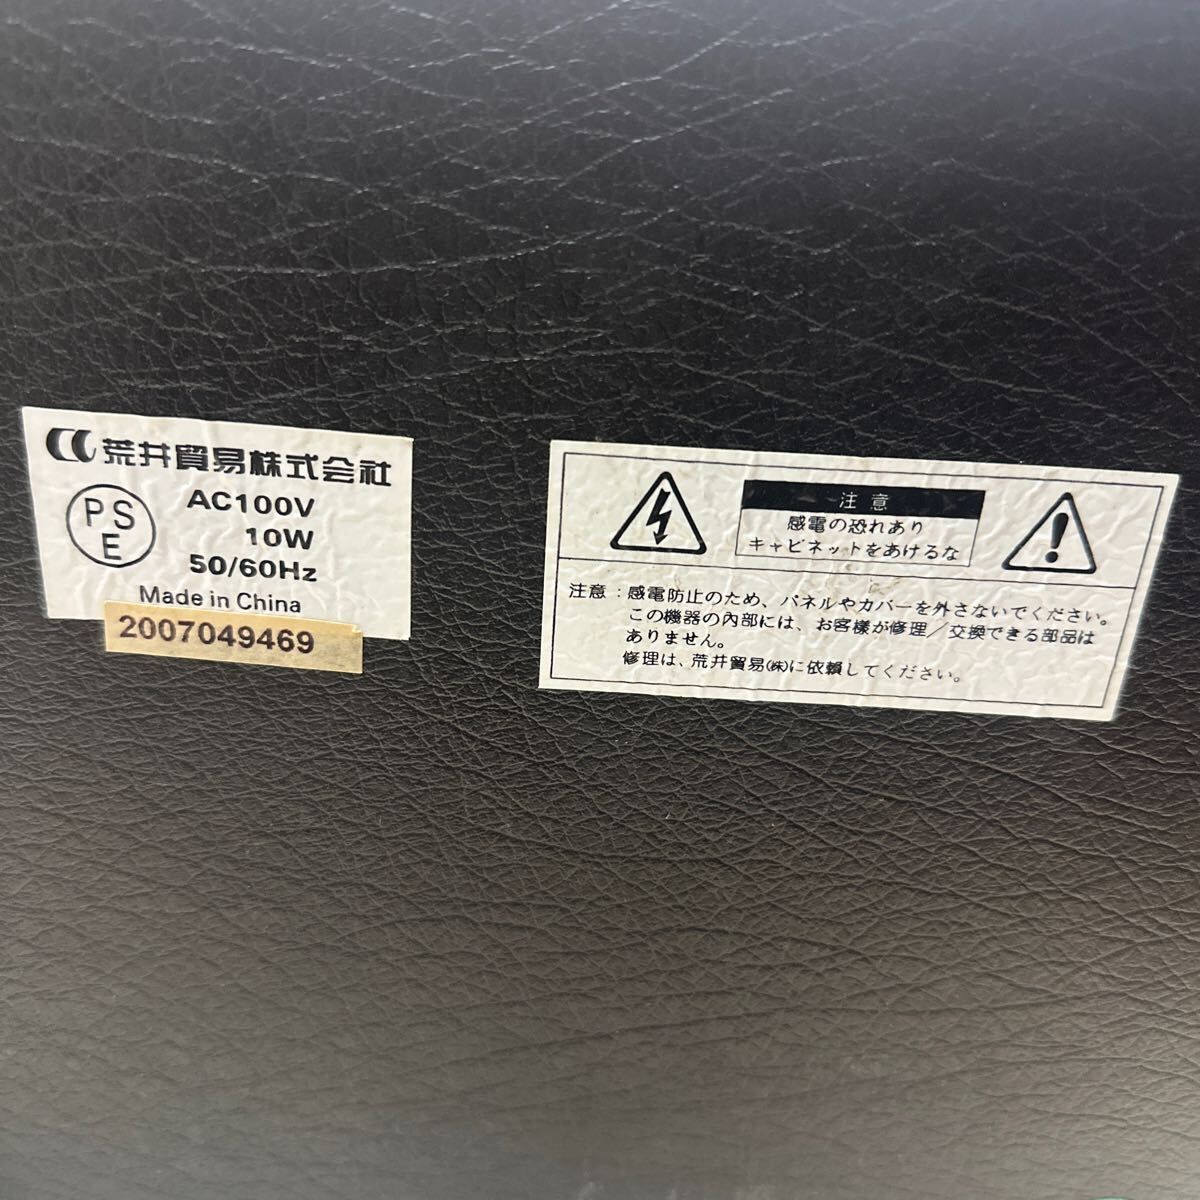 荒井貿易株式会社
PS
E
AC100V
10W
50/60Hz
Made in China
2007049469
注意
感電の恐れあり
キャビネットをあけるな
注意：感電防止のため、パネルやカバーを外さないでください。
この機器の内部には、お客様が修理／交換できる部品は
ありません。
修理は、荒井貿易㈱に依頼してください。